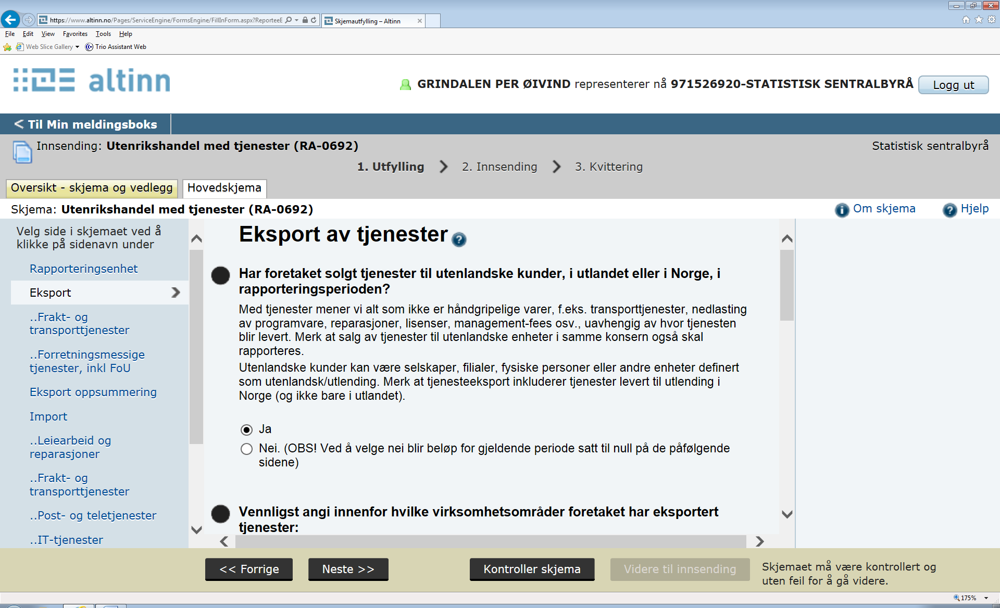 https://www.altinn.no/Pages/ServiceEngine/FormsEngine/FillInForm.aspx?ReporteeE
Skjemautfylling – Altinn
File Edit View Favorites Tools Help
Web Slice Gallery Trio Assistant Web
altinn
GRINDALEN PER ØIVIND representerer nå 971526920-STATISTISK SENTRALBYRÅ Logg ut
< Til Min meldingsboks
Innsending: Utenrikshandel med tjenester (RA-0692) Statistisk sentralbyrå
1. Utfylling 2. Innsending 3. Kvittering
Oversikt - skjema og vedlegg Hovedskjema
Skjema: Utenrikshandel med tjenester (RA-0692) Om skjema Hjelp
Velg side i skjemaet ved å
klikke på sidenavn under
Rapporteringsenhet
Eksport
..Frakt- og
transporttjenester
..Forretningsmessige
tjenester, inkl FoU
Eksport oppsummering
Import
..Leiearbeid og
reparasjoner
..Frakt- og
transporttjenester
..Post- og teletjenester
..IT-tjenester
Eksport av tjenester
Har foretaket solgt tjenester til utenlandske kunder, i utlandet eller i Norge, i
rapporteringsperioden?
Med tjenester mener vi alt som ikke er håndgripelige varer, f.eks. transporttjenester, nedlasting
av programvare, reparasjoner, lisenser, management-fees osv., uavhengig av hvor tjenesten
blir levert. Merk at salg av tjenester til utenlandske enheter i samme konsern også skal
rapporteres.
Utenlandske kunder kan være selskaper, filialer, fysiske personer eller andre enheter definert
som utenlandsk/utlending. Merk at tjenesteeksport inkluderer tjenester levert til utlending i
Norge (og ikke bare i utlandet).
Ja
Nei. (OBS! Ved å velge nei blir beløp for gjeldende periode satt til null på de påfølgende
sidene)
Vennligst angi innenfor hvilke virksomhetsområder foretaket har eksportert
tjenester:
<< Forrige Neste >> Kontroller skjema Videre til innsending
Skjemaet må være kontrollert og
uten feil for å gå videre.
175%